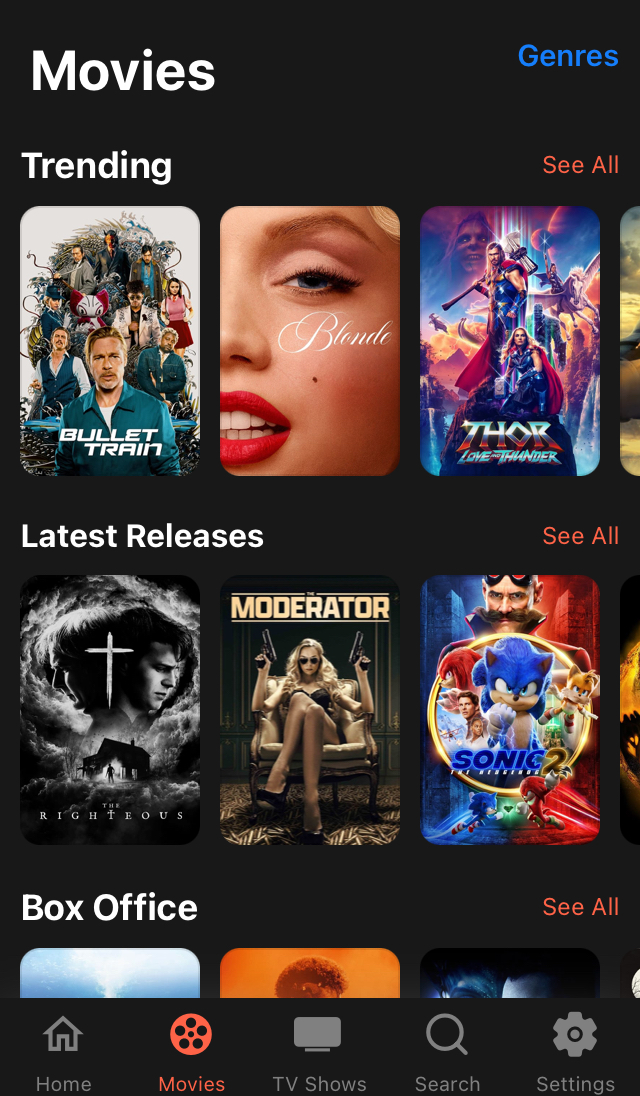 Movies
Genres
Trending
See All
BULLET
TRAIN
Blonde
THOR
LOVE AND THUNDER
Latest Releases
See All
THE
RIGHTEOUS
THE
MODERATOR
SONIC 2
THE HEDGEHOG
Box Office
See All
Home
Movies
TV Shows
Search
Settings